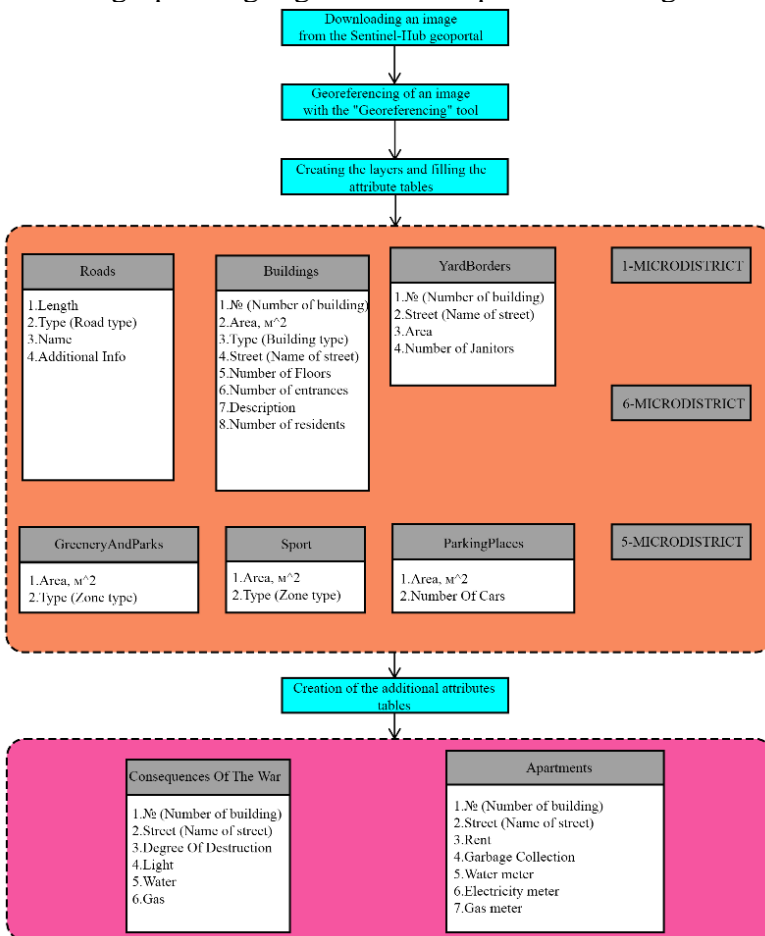 Downloading an image
from the Sentinel-Hub geoportal
Georeferencing of an image
with the "Georeferencing" tool
Creating the layers and filling the
attribute tables
Roads
1.Length
2.Type (Road type)
3.Name
4.Additional Info
Buildings
1.№ (Number of building)
2.Area, м^2
3.Type (Building type)
4.Street (Name of street)
5.Number of Floors
6.Number of entrances
7.Description
8.Number of residents
YardBorders
1.№ (Number of building)
2.Street (Name of street)
3.Area
4.Number of Janitors
1-MICRODISTRICT
6-MICRODISTRICT
5-MICRODISTRICT
GreeneryAndParks
1.Area, м^2
2.Type (Zone type)
Sport
1.Area, м^2
2.Type (Zone type)
ParkingPlaces
1.Area, м^2
2.Number Of Cars
Creation of the additional attributes
tables
Consequences Of The War
1.№ (Number of building)
2.Street (Name of street)
3.Degree Of Destruction
4.Light
5.Water
6.Gas
Apartments
1.№ (Number of building)
2.Street (Name of street)
3.Rent
4.Garbage Collection
5.Water meter
6.Electricity meter
7.Gas meter